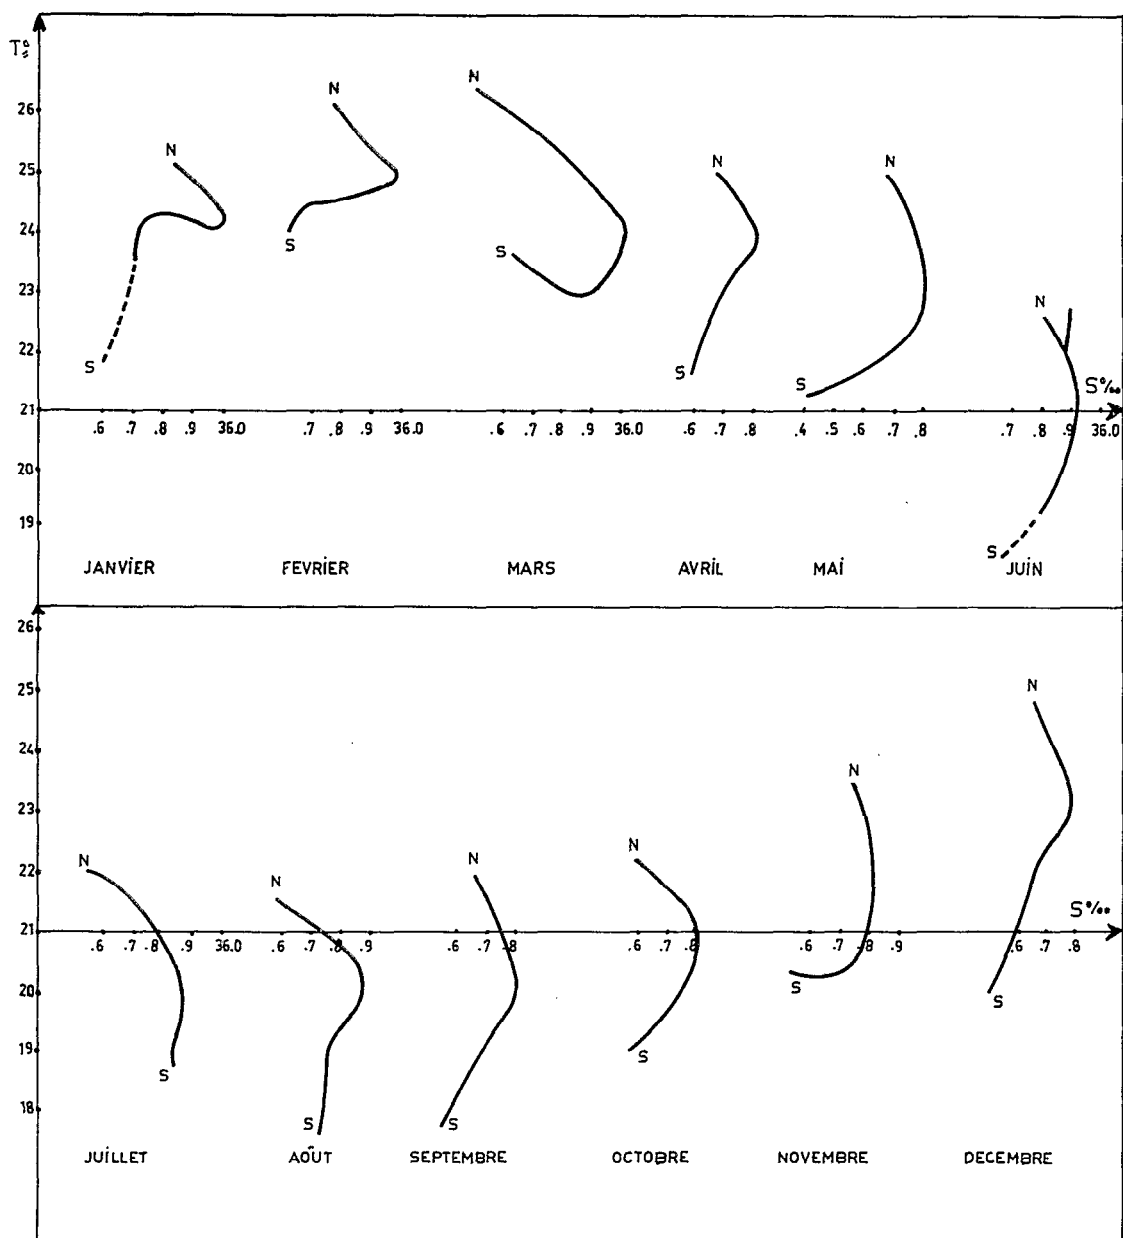 T°
N
N
N
26
N
25
N
N
S
24
S
23
N
S
22
S
S
S‰
21
.6 .7 .8 .9 36.0 .7 .8 .9 36.0 .6 .7 .8 .9 36.0 .6 .7 .8 .4 .5 .6 .7 .8 .7 .8 .9 36.0
20
19
S
JANVIER FEVRIER MARS AVRIL MAI JUIN
26
N
25
24
N
23
N N
22
N
N
S‰
21
.6 .7 .8 .9 36.0 .6 .7 .8 .9 .6 .7 .8 .6 .7 .8 .6 .7 .8 .9 .6 .7 .8
20
S
S
19
S
S
18
S
S
JUILLET AOÛT SEPTEMBRE OCTOBRE NOVEMBRE DECEMBRE